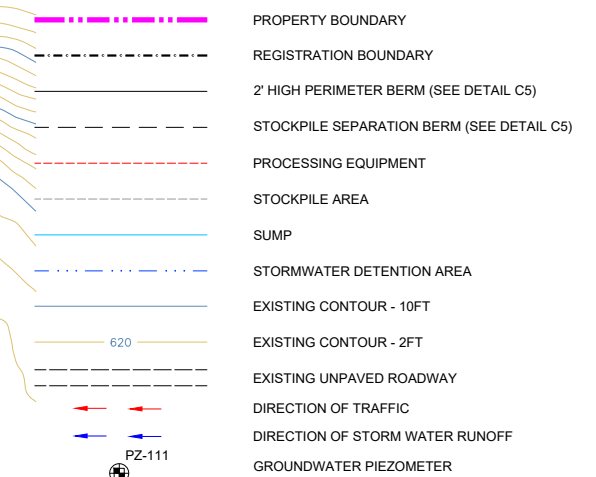 PROPERTY BOUNDARY
REGISTRATION BOUNDARY
2' HIGH PERIMETER BERM (SEE DETAIL C5)
STOCKPILE SEPARATION BERM (SEE DETAIL C5)
PROCESSING EQUIPMENT
STOCKPILE AREA
SUMP
STORMWATER DETENTION AREA
EXISTING CONTOUR - 10FT
620 EXISTING CONTOUR - 2FT
EXISTING UNPAVED ROADWAY
DIRECTION OF TRAFFIC
DIRECTION OF STORM WATER RUNOFF
PZ-111
GROUNDWATER PIEZOMETER